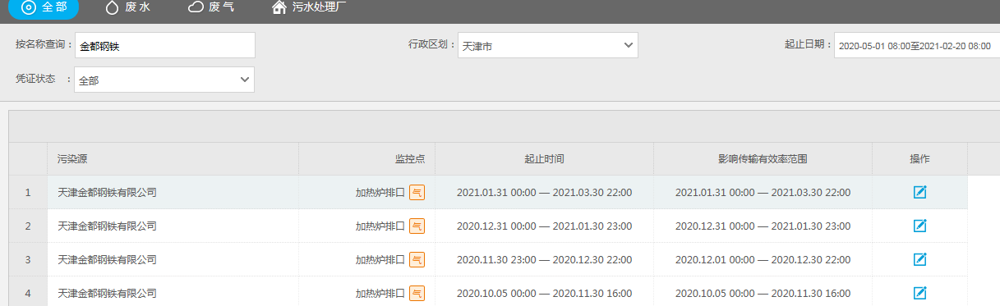 全部 废水 废气 污水处理厂
按名称查询： 金都钢铁 行政区划： 天津市 起止日期： 2020-05-01 08:00至2021-02-20 08:00
凭证状态 ： 全部
污染源 监控点 起止时间 影响传输有效率范围 操作
1 天津金都钢铁有限公司 加热炉排口 气 2021.01.31 00:00 — 2021.03.30 22:00 2021.01.31 00:00 — 2021.03.30 22:00
2 天津金都钢铁有限公司 加热炉排口 气 2020.12.31 00:00 — 2021.01.30 23:00 2020.12.31 00:00 — 2021.01.30 23:00
3 天津金都钢铁有限公司 加热炉排口 气 2020.11.30 23:00 — 2020.12.30 22:00 2020.12.01 00:00 — 2020.12.30 22:00
4 天津金都钢铁有限公司 加热炉排口 气 2020.10.05 00:00 — 2020.11.30 16:00 2020.10.05 00:00 — 2020.11.30 16:00